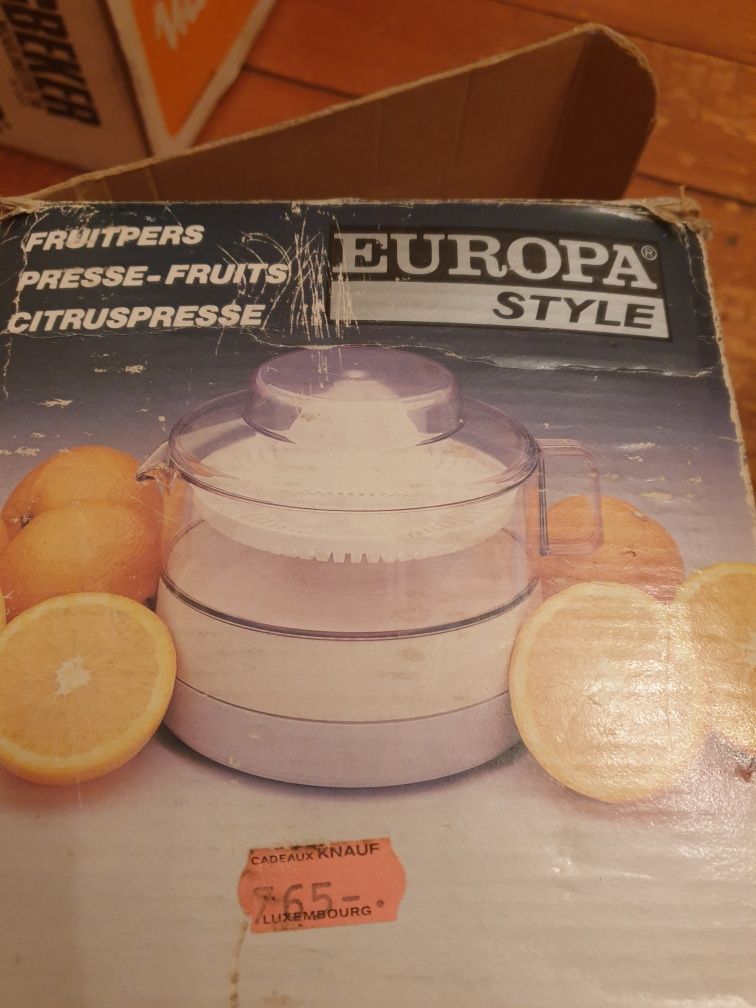 FRUITPERS
PRESSE-FRUITS
CITRUSPRESSE
EUROPA®
STYLE
CADEAUX KNAUF
765-.
LUXEMBOURG